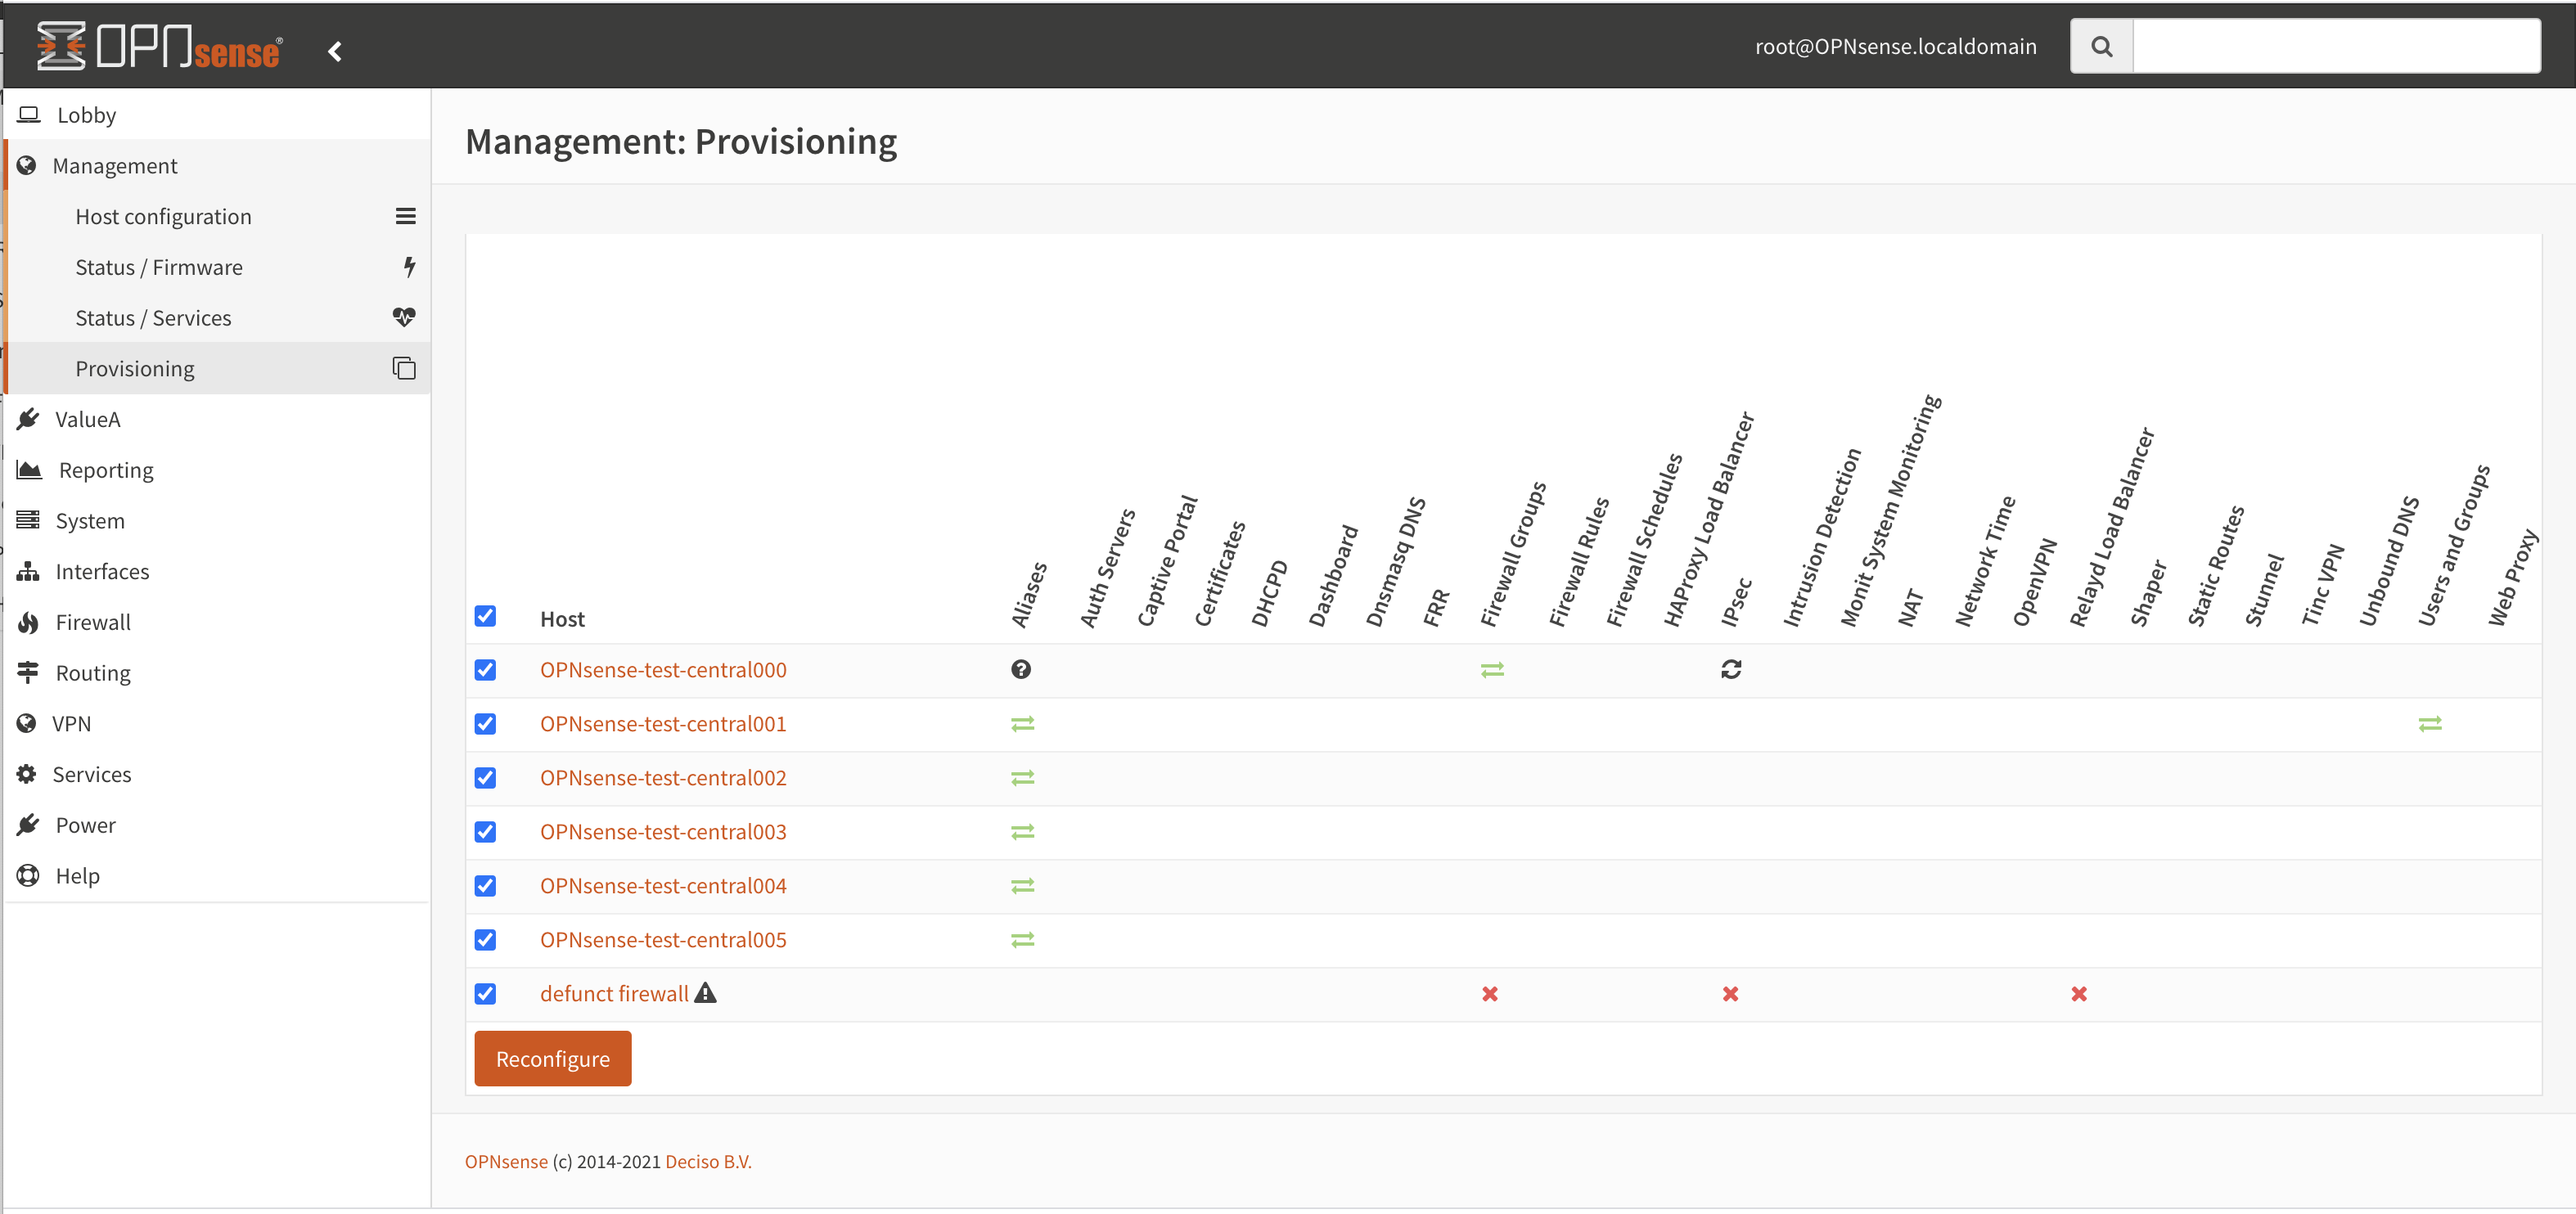 OPNsense®
root@OPNsense.localdomain
Lobby
Management
Host configuration
Status / Firmware
Status / Services
Provisioning
ValueA
Reporting
System
Interfaces
Firewall
Routing
VPN
Services
Power
Help
Management: Provisioning
Host
Aliases
Auth Servers
Captive Portal
Certificates
DHCPD
Dashboard
Dnsmasq DNS
FRR
Firewall Groups
Firewall Rules
Firewall Schedules
HAProxy Load Balancer
IPsec
Intrusion Detection
Monit System Monitoring
NAT
Network Time
OpenVPN
Relayd Load Balancer
Shaper
Static Routes
Stunnel
Tinc VPN
Unbound DNS
Users and Groups
Web Proxy
OPNsense-test-central000
OPNsense-test-central001
OPNsense-test-central002
OPNsense-test-central003
OPNsense-test-central004
OPNsense-test-central005
defunct firewall
Reconfigure
OPNsense (c) 2014-2021 Deciso B.V.